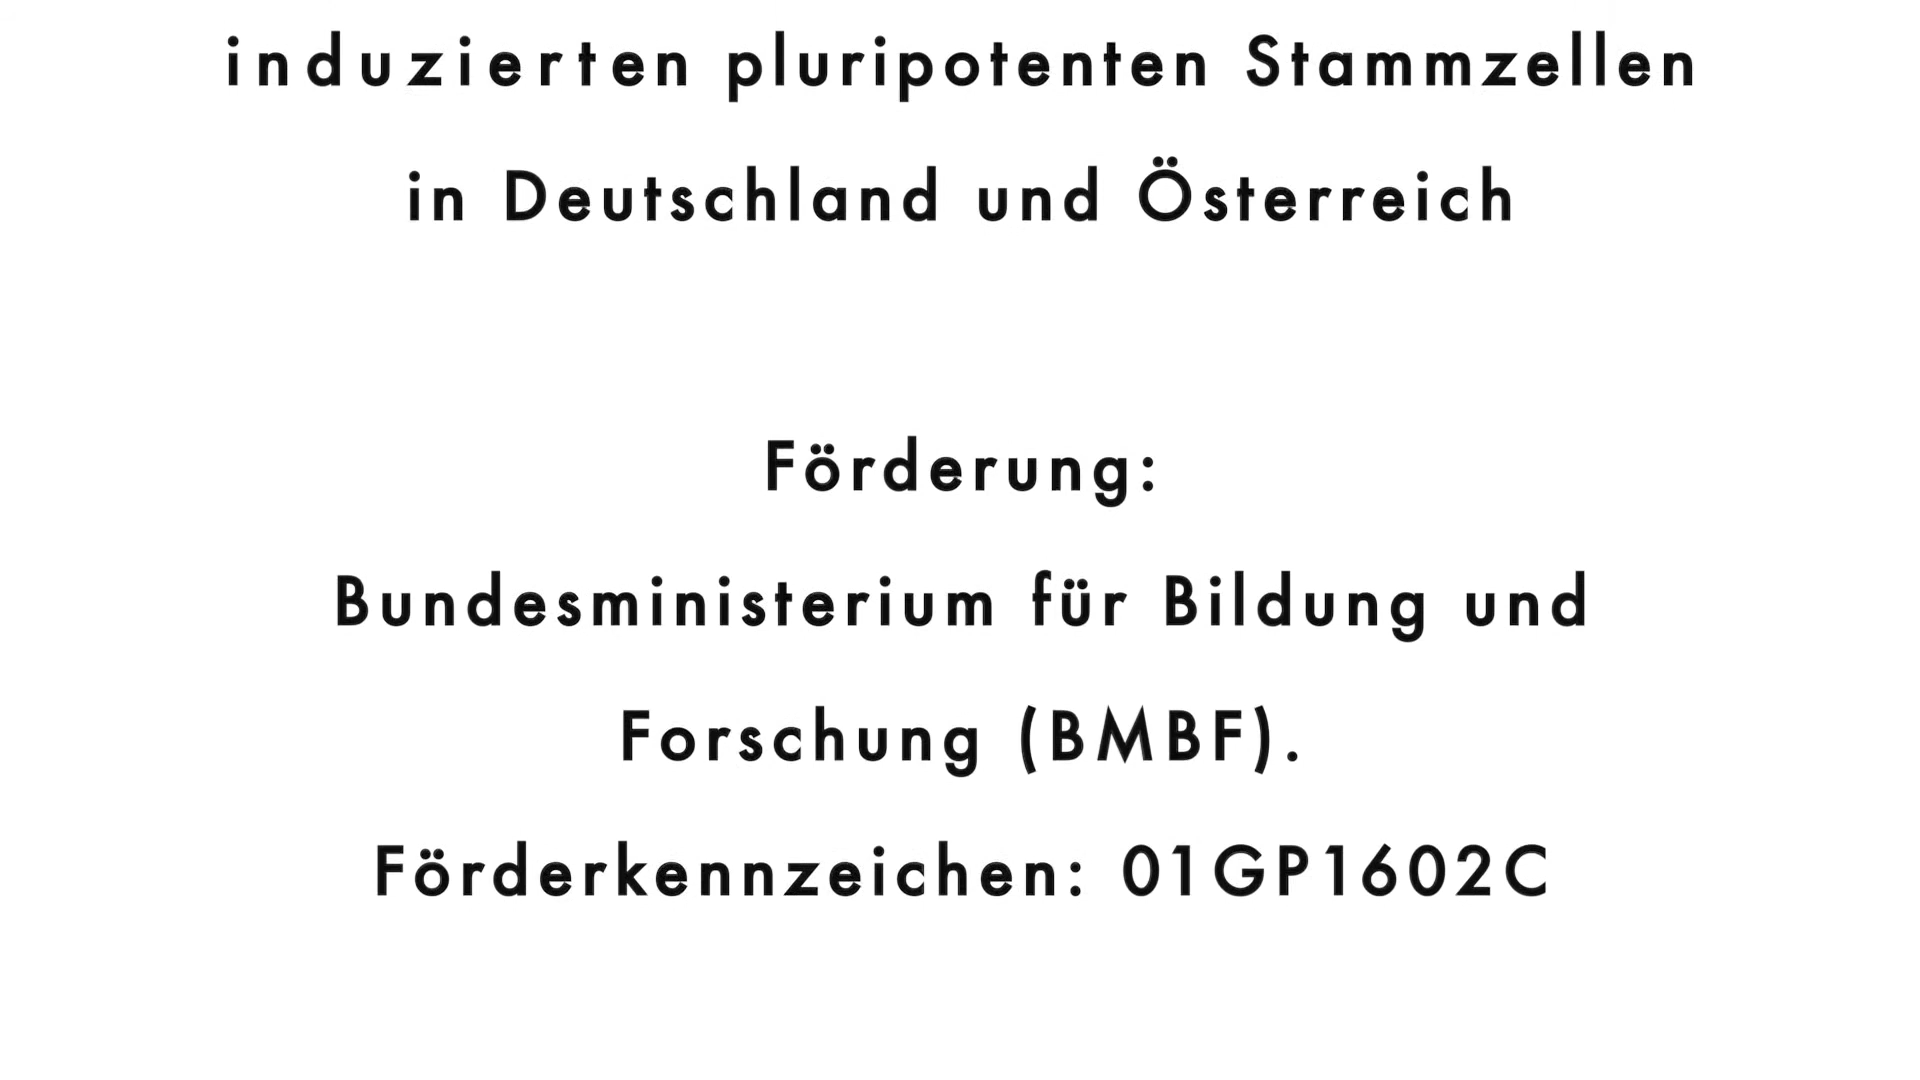 induzierten pluripotenten Stammzellen
in Deutschland und Österreich
Förderung:
Bundesministerium für Bildung und
Forschung (BMBF).
Förderkennzeichen: 01GP1602C